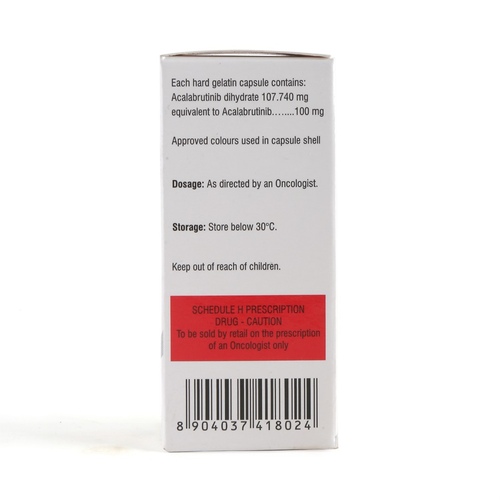 Each hard gelatin capsule contains:
Acalabrutinib dihydrate 107.740 mg
equivalent to Acalabrutinib.......100 mg
Approved colours used in capsule shell
Dosage: As directed by an Oncologist.
Storage: Store below 30°C.
Keep out of reach of children.
SCHEDULE H PRESCRIPTION
DRUG - CAUTION
To be sold by retail on the prescription
of an Oncologist only
8 904037 418024